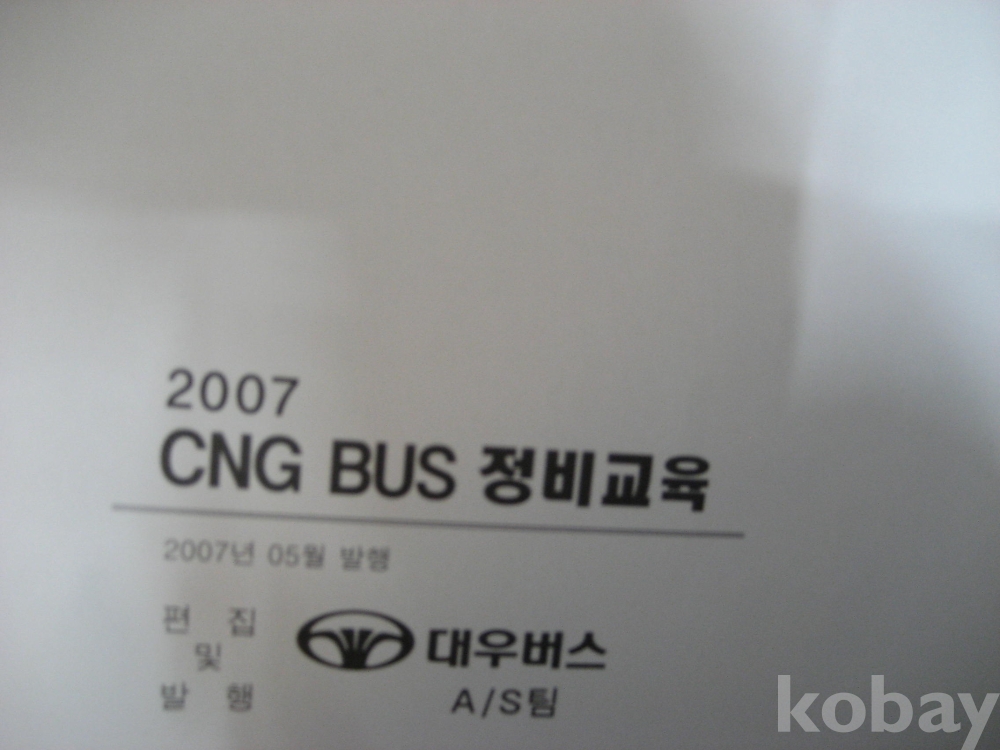 2007
CNG BUS 정비교육
2007년 05월 발행
편 집
및
발 행
대우버스
A/S팀
kobay